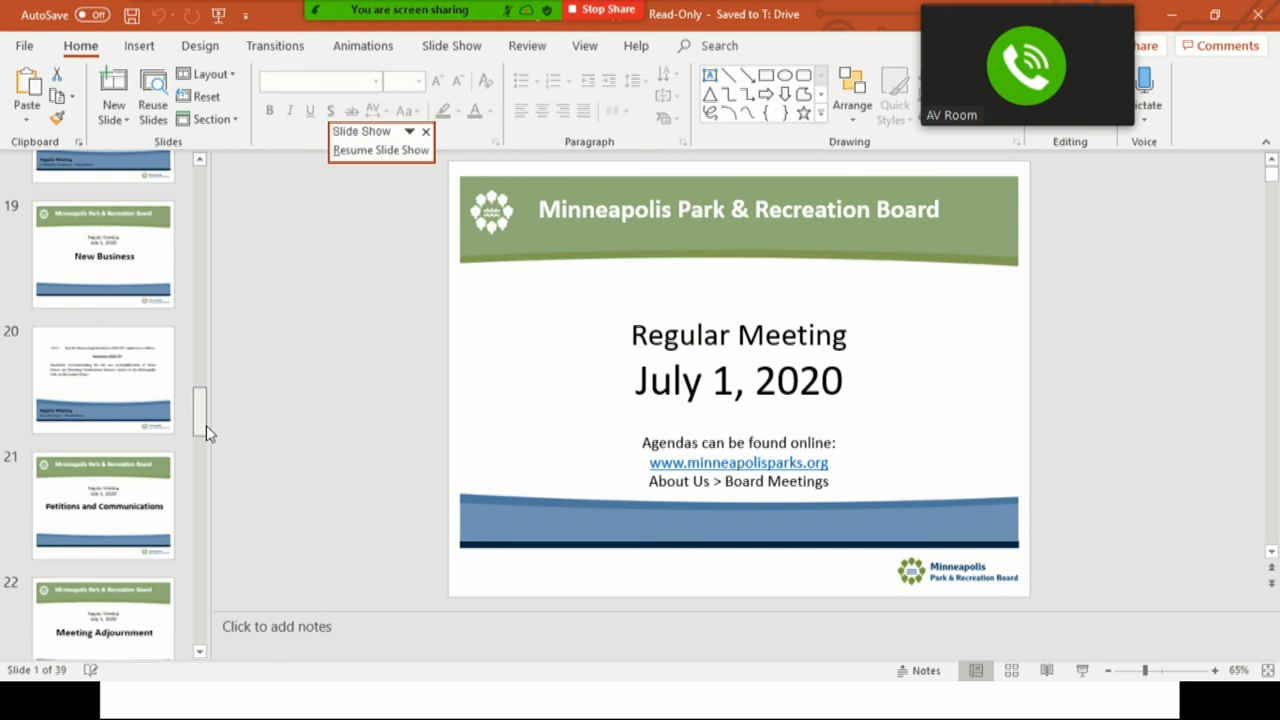 AutoSave Off
You are screen sharing
Stop Share
Read-Only - Saved to T: Drive
File Home Insert Design Transitions Animations Slide Show Review View Help Search
hare Comments
Paste
New Slide
Reuse Slides
Layout
Reset
Section
Arrange
Quick Styles
ctate
Clipboard Slides Paragraph Drawing Editing Voice
Slide Show
Resume Slide Show
AV Room
Regular Meeting
19
Minneapolis Park & Recreation Board
Regular Meeting
July 1, 2020
New Business
20
Regular Meeting
21
Minneapolis Park & Recreation Board
Regular Meeting
July 1, 2020
Petitions and Communications
22
Minneapolis Park & Recreation Board
Regular Meeting
July 1, 2020
Meeting Adjournment
Minneapolis Park & Recreation Board
Regular Meeting
July 1, 2020
Agendas can be found online:
www.minneapolisparks.org
About Us > Board Meetings
Minneapolis
Park & Recreation Board
Click to add notes
Slide 1 of 39
Notes
65%